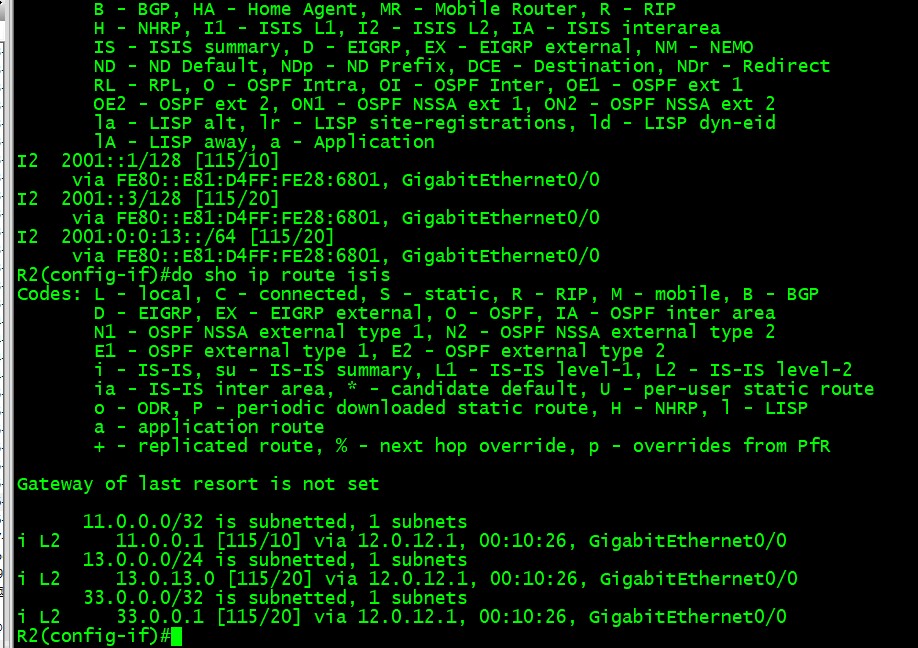 B - BGP, HA - Home Agent, MR - Mobile Router, R - RIP
H - NHRP, I1 - ISIS L1, I2 - ISIS L2, IA - ISIS interarea
IS - ISIS summary, D - EIGRP, EX - EIGRP external, NM - NEMO
ND - ND Default, NDp - ND Prefix, DCE - Destination, NDr - Redirect
RL - RPL, O - OSPF Intra, OI - OSPF Inter, OE1 - OSPF ext 1
OE2 - OSPF ext 2, ON1 - OSPF NSSA ext 1, ON2 - OSPF NSSA ext 2
la - LISP alt, lr - LISP site-registrations, ld - LISP dyn-eid
lA - LISP away, a - Application
I2  2001::1/128 [115/10]
via FE80::E81:D4FF:FE28:6801, GigabitEthernet0/0
I2  2001::3/128 [115/20]
via FE80::E81:D4FF:FE28:6801, GigabitEthernet0/0
I2  2001:0:0:13::/64 [115/20]
via FE80::E81:D4FF:FE28:6801, GigabitEthernet0/0
R2(config-if)#do sho ip route isis
Codes: L - local, C - connected, S - static, R - RIP, M - mobile, B - BGP
D - EIGRP, EX - EIGRP external, O - OSPF, IA - OSPF inter area
N1 - OSPF NSSA external type 1, N2 - OSPF NSSA external type 2
E1 - OSPF external type 1, E2 - OSPF external type 2
i - IS-IS, su - IS-IS summary, L1 - IS-IS level-1, L2 - IS-IS level-2
ia - IS-IS inter area, * - candidate default, U - per-user static route
o - ODR, P - periodic downloaded static route, H - NHRP, l - LISP
a - application route
+ - replicated route, % - next hop override, p - overrides from PfR
Gateway of last resort is not set
11.0.0.0/32 is subnetted, 1 subnets
i L2     11.0.0.1 [115/10] via 12.0.12.1, 00:10:26, GigabitEthernet0/0
13.0.0.0/24 is subnetted, 1 subnets
i L2     13.0.13.0 [115/20] via 12.0.12.1, 00:10:26, GigabitEthernet0/0
33.0.0.0/32 is subnetted, 1 subnets
i L2     33.0.0.1 [115/20] via 12.0.12.1, 00:10:26, GigabitEthernet0/0
R2(config-if)#